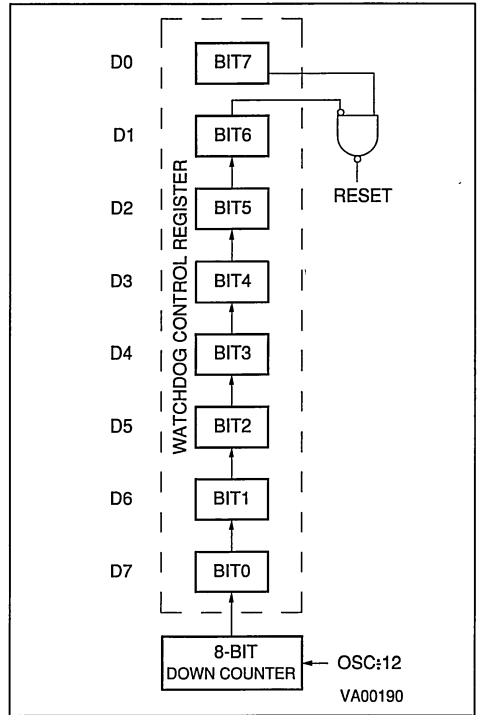 D0 BIT7
D1 BIT6
RESET
D2 BIT5
D3 BIT4
D4 BIT3
D5 BIT2
D6 BIT1
D7 BIT0
WATCHDOG CONTROL REGISTER
8-BIT
DOWN COUNTER
OSC÷12
VA00190